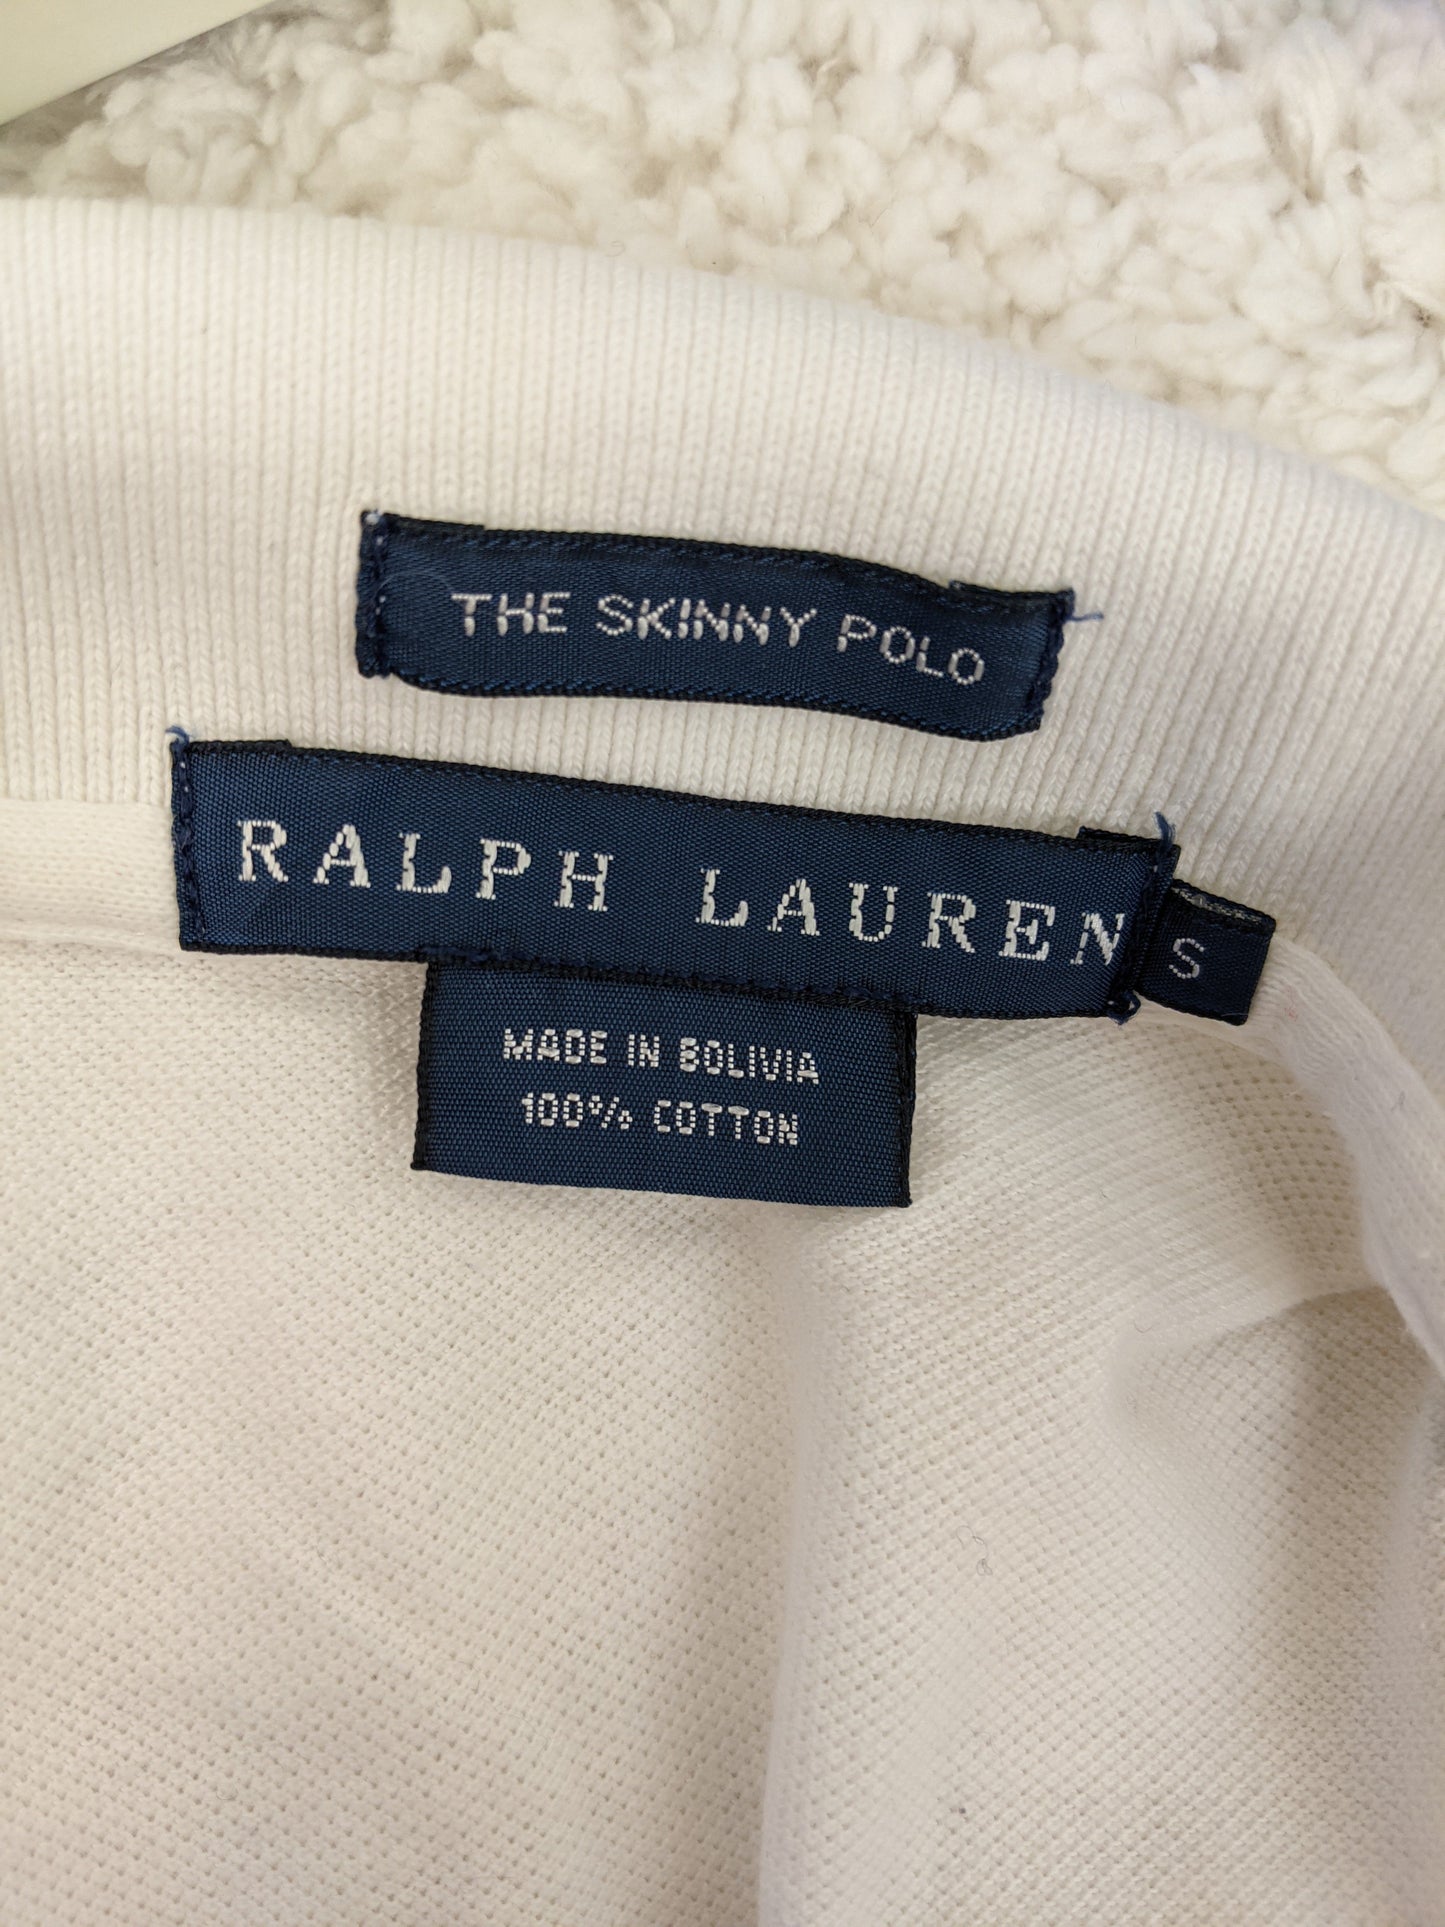 THE SKINNY POLO
RALPH LAUREN
S
MADE IN BOLIVIA
100% COTTON